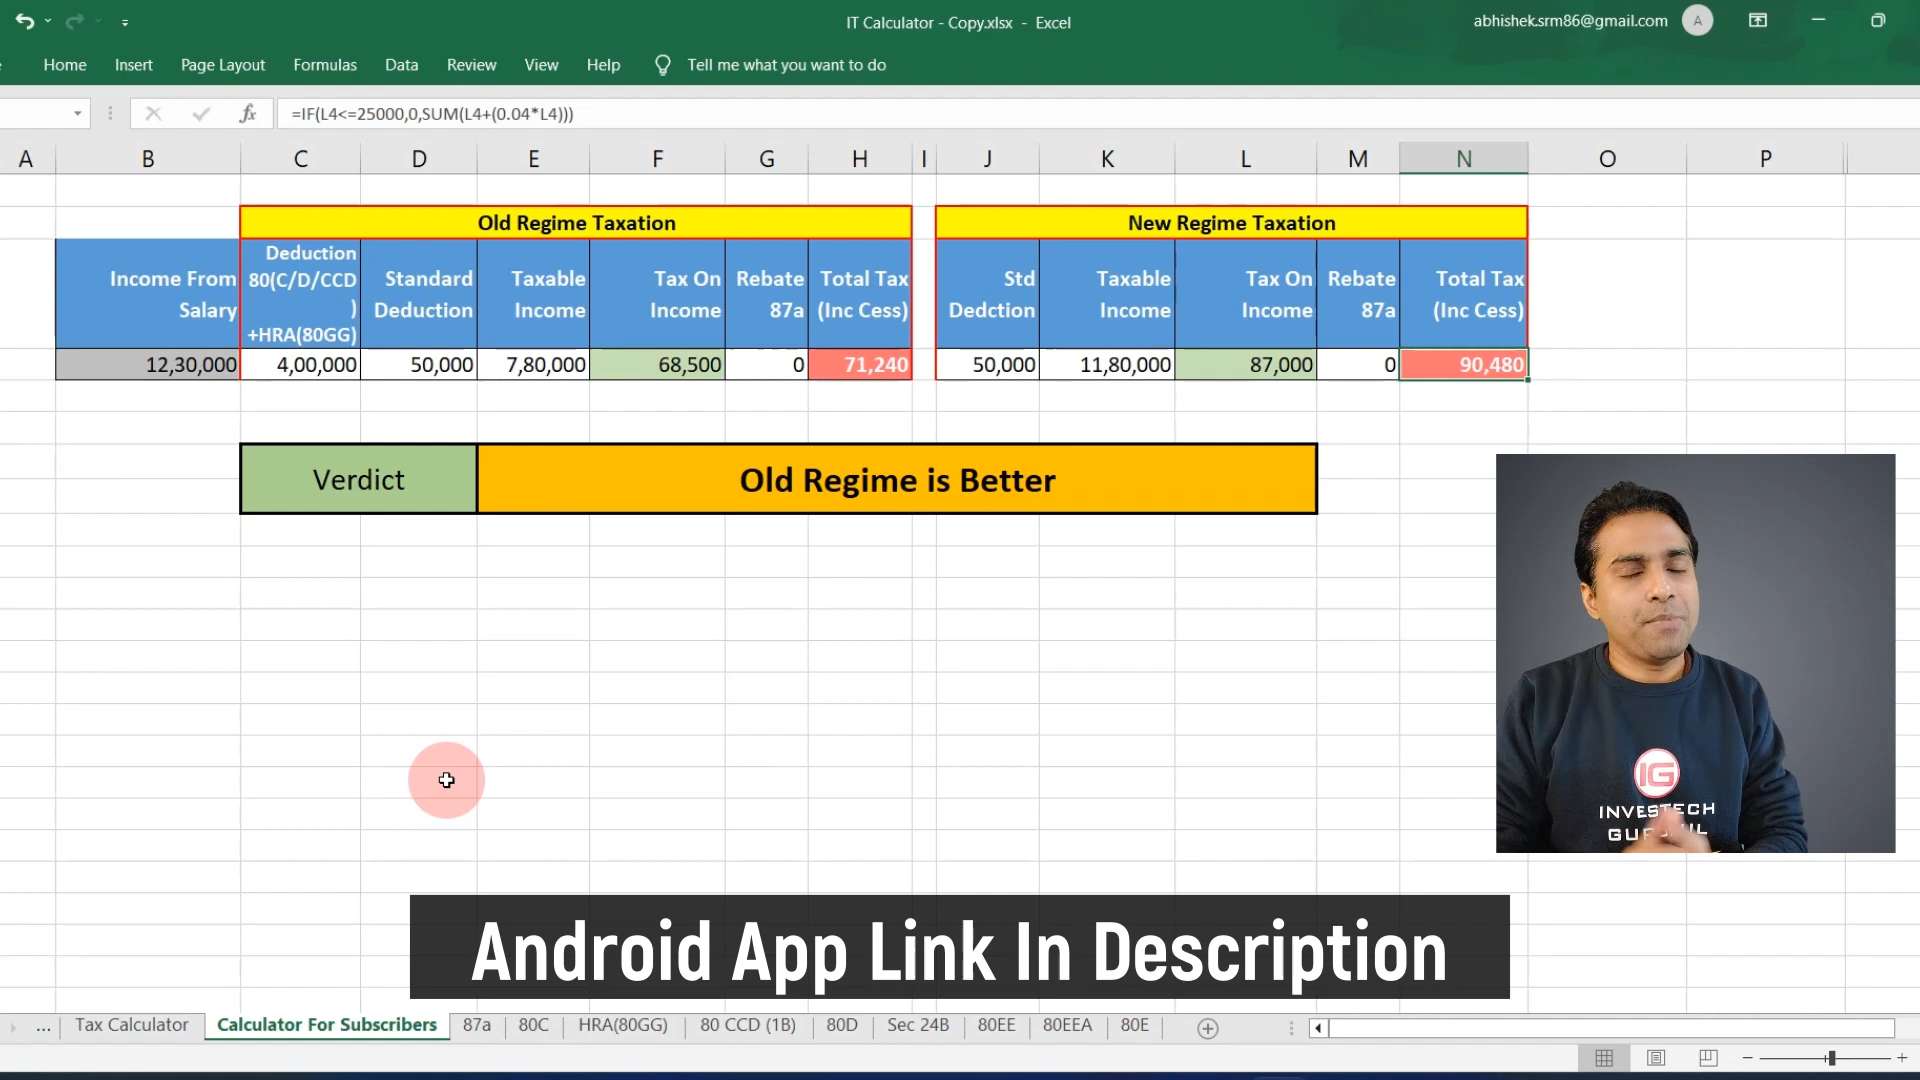 IT Calculator - Copy.xlsx - Excel
abhishek.srm86@gmail.com
A
Home Insert Page Layout Formulas Data Review View Help Tell me what you want to do
fx =IF(L4<=25000,0,SUM(L4+(0.04*L4)))
A B C D E F G H I J K L M N O P
Old Regime Taxation
New Regime Taxation
Income From Salary
Deduction 80(C/D/CCD) +HRA(80GG)
Standard Deduction
Taxable Income
Tax On Income
Rebate 87a
Total Tax (Inc Cess)
Std Dedction
Taxable Income
Tax On Income
Rebate 87a
Total Tax (Inc Cess)
12,30,000 4,00,000 50,000 7,80,000 68,500 0 71,240 50,000 11,80,000 87,000 0 90,480
Verdict
Old Regime is Better
IG
INVESTECH
Android App Link In Description
... Tax Calculator Calculator For Subscribers 87a 80C HRA(80GG) 80 CCD (1B) 80D Sec 24B 80EE 80EEA 80E